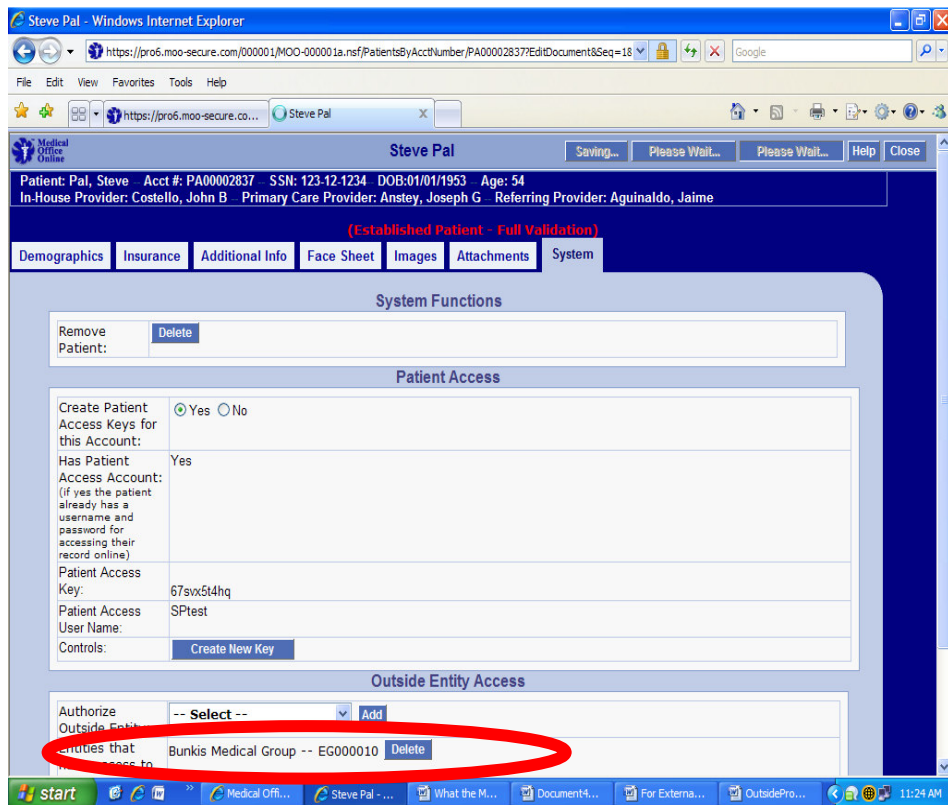 Steve Pal - Windows Internet Explorer
https://pro6.moo-secure.com/000001/MOO-000001a.nsf/PatientsByAcctNumber/PA00002837?EditDocument&Seq=18
Google
File Edit View Favorites Tools Help
https://pro6.moo-secure.co... Steve Pal X
Medical Office Online
Steve Pal Saving... Please Wait... Please Wait... Help Close
Patient: Pal, Steve -- Acct #: PA00002837 -- SSN: 123-12-1234-- DOB:01/01/1953 -- Age: 54
In-House Provider: Costello, John B -- Primary Care Provider: Anstey, Joseph G -- Referring Provider: Aguinaldo, Jaime
(Established Patient - Full Validation)
Demographics Insurance Additional Info Face Sheet Images Attachments System
System Functions
Remove Delete
Patient:
Patient Access
Create Patient Yes No
Access Keys for
this Account:
Has Patient Yes
Access Account:
(if yes the patient
already has a
username and
password for
accessing their
record online)
Patient Access
Key: 67svx5t4hq
Patient Access SPtest
User Name:
Controls: Create New Key
Outside Entity Access
Authorize -- Select -- Add
Outside
Entities that Bunkis Medical Group -- EG000010 Delete
to
start » Medical Offi... Steve Pal - ... What the M... Document4... For Externa... OutsidePro... 11:24 AM